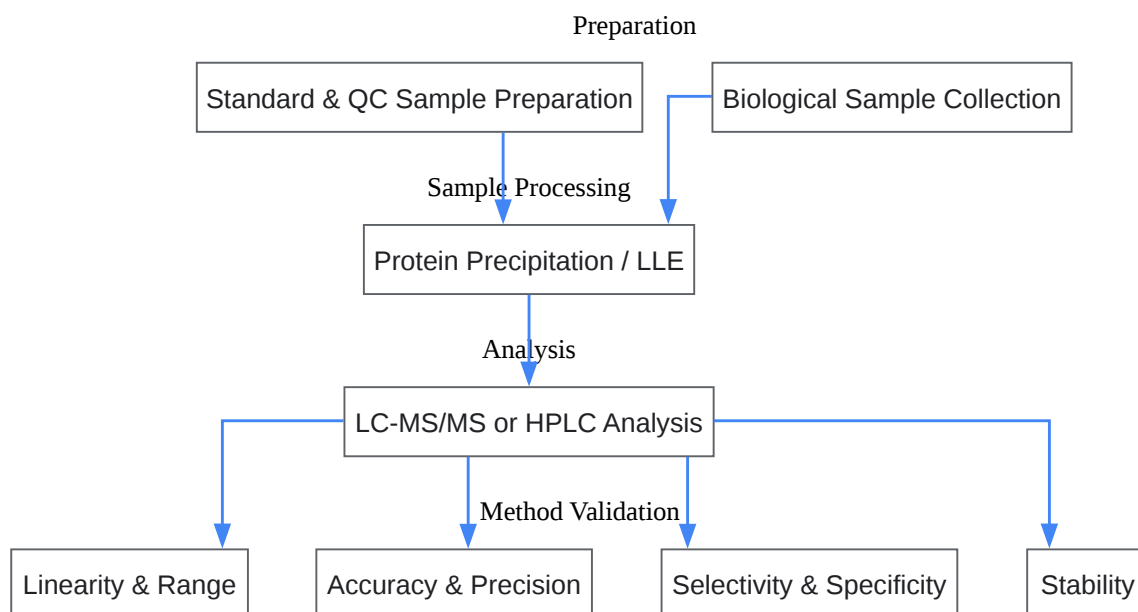 Preparation
Standard & QC Sample Preparation
Biological Sample Collection
Sample Processing
Protein Precipitation / LLE
Analysis
LC-MS/MS or HPLC Analysis
Method Validation
Linearity & Range
Accuracy & Precision
Selectivity & Specificity
Stability